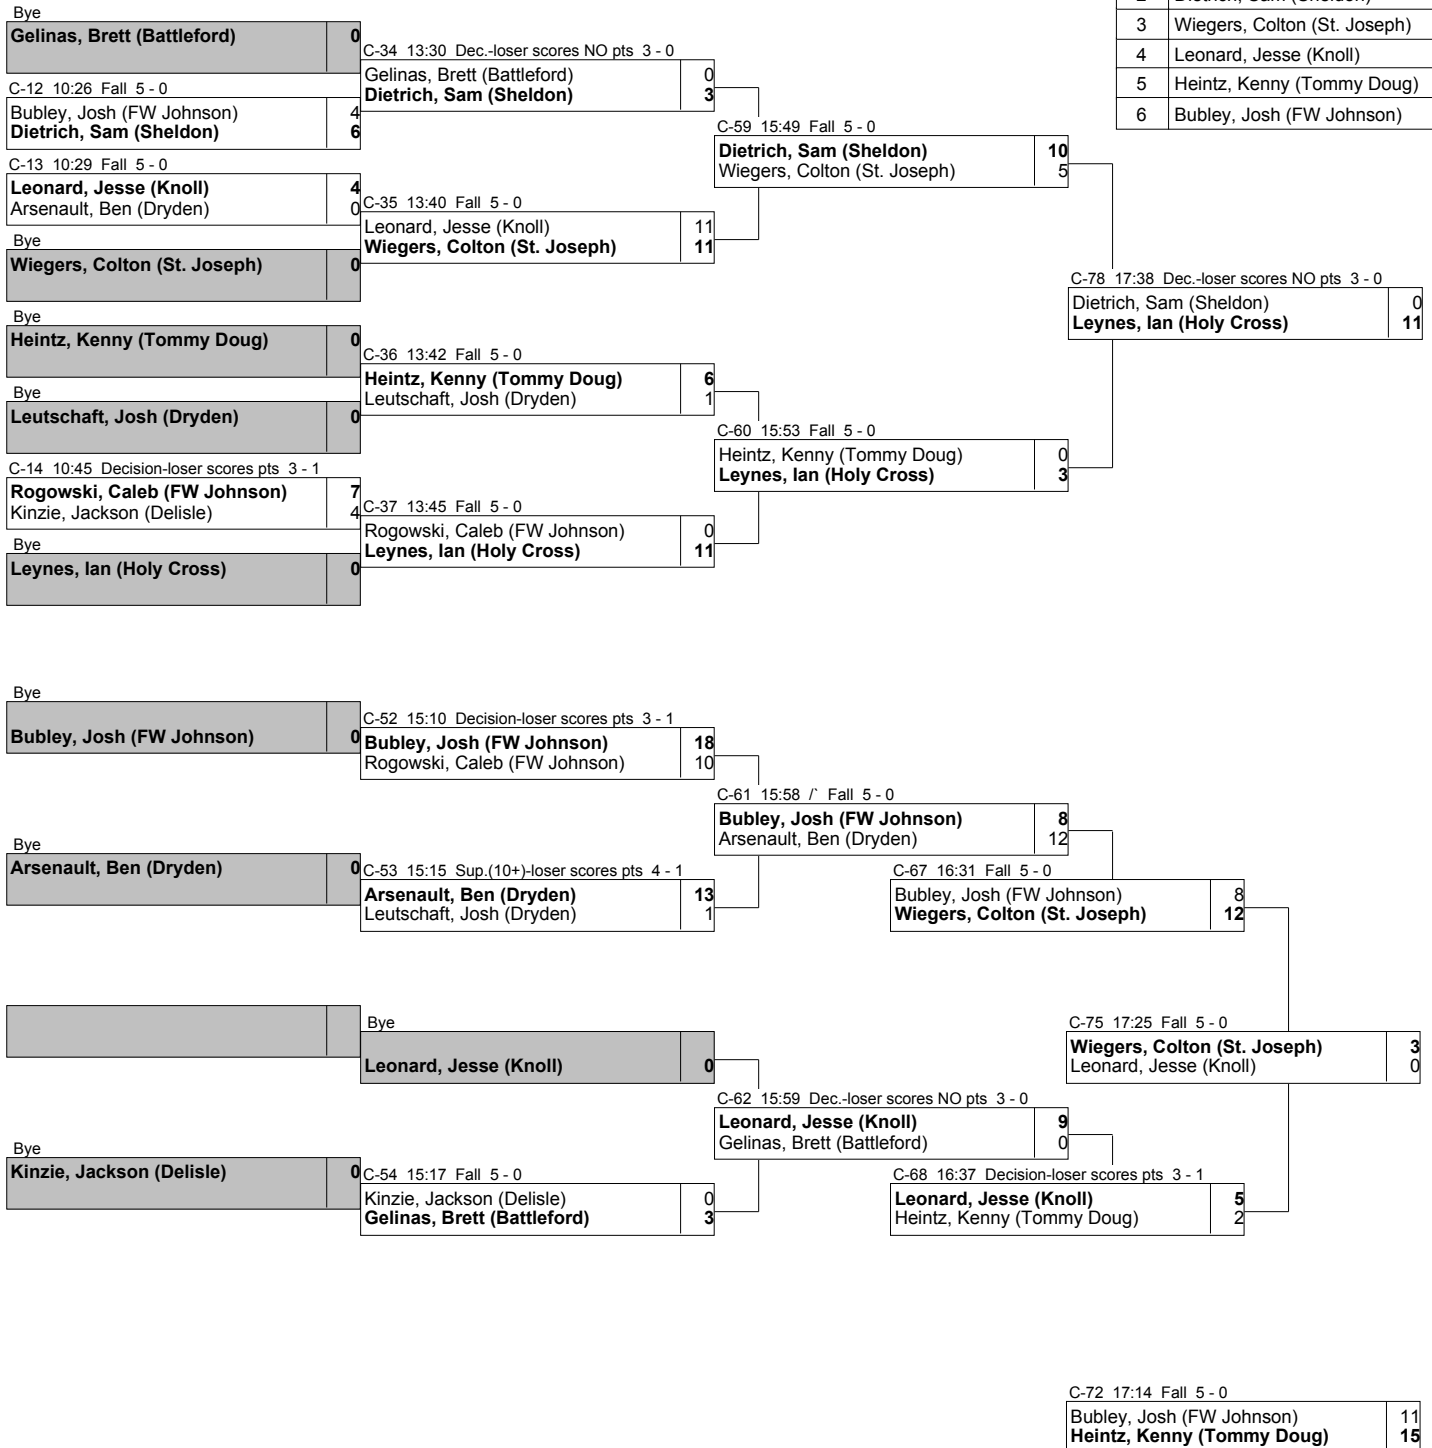 Bye
Gelinas, Brett (Battleford) 0
C-12 10:26 Fall 5 - 0
Bubley, Josh (FW Johnson) 4
Dietrich, Sam (Sheldon) 6
C-13 10:29 Fall 5 - 0
Leonard, Jesse (Knoll) 4
Arsenault, Ben (Dryden) 0
Bye
Wiegers, Colton (St. Joseph) 0
Bye
Heintz, Kenny (Tommy Doug) 0
Bye
Leutschaft, Josh (Dryden) 0
C-14 10:45 Decision-loser scores pts 3 - 1
Rogowski, Caleb (FW Johnson) 7
Kinzie, Jackson (Delisle) 4
Bye
Leynes, Ian (Holy Cross) 0
C-34 13:30 Dec.-loser scores NO pts 3 - 0
Gelinas, Brett (Battleford) 0
Dietrich, Sam (Sheldon) 3
C-35 13:40 Fall 5 - 0
Leonard, Jesse (Knoll) 11
Wiegers, Colton (St. Joseph) 11
C-36 13:42 Fall 5 - 0
Heintz, Kenny (Tommy Doug) 6
Leutschaft, Josh (Dryden) 1
C-37 13:45 Fall 5 - 0
Rogowski, Caleb (FW Johnson) 0
Leynes, Ian (Holy Cross) 11
C-59 15:49 Fall 5 - 0
Dietrich, Sam (Sheldon) 10
Wiegers, Colton (St. Joseph) 5
C-60 15:53 Fall 5 - 0
Heintz, Kenny (Tommy Doug) 0
Leynes, Ian (Holy Cross) 3
2 Dietrich, Sam (Sheldon)
3 Wiegers, Colton (St. Joseph)
4 Leonard, Jesse (Knoll)
5 Heintz, Kenny (Tommy Doug)
6 Bubley, Josh (FW Johnson)
C-78 17:38 Dec.-loser scores NO pts 3 - 0
Dietrich, Sam (Sheldon) 0
Leynes, Ian (Holy Cross) 11
Bye
Bubley, Josh (FW Johnson) 0
Bye
Arsenault, Ben (Dryden) 0
Bye
Kinzie, Jackson (Delisle) 0
C-52 15:10 Decision-loser scores pts 3 - 1
Bubley, Josh (FW Johnson) 18
Rogowski, Caleb (FW Johnson) 10
C-53 15:15 Sup.(10+)-loser scores pts 4 - 1
Arsenault, Ben (Dryden) 13
Leutschaft, Josh (Dryden) 1
Bye
Leonard, Jesse (Knoll) 0
C-54 15:17 Fall 5 - 0
Kinzie, Jackson (Delisle) 0
Gelinas, Brett (Battleford) 3
C-61 15:58 /` Fall 5 - 0
Bubley, Josh (FW Johnson) 8
Arsenault, Ben (Dryden) 12
C-62 15:59 Dec.-loser scores NO pts 3 - 0
Leonard, Jesse (Knoll) 9
Gelinas, Brett (Battleford) 0
C-67 16:31 Fall 5 - 0
Bubley, Josh (FW Johnson) 8
Wiegers, Colton (St. Joseph) 12
C-68 16:37 Decision-loser scores pts 3 - 1
Leonard, Jesse (Knoll) 5
Heintz, Kenny (Tommy Doug) 2
C-75 17:25 Fall 5 - 0
Wiegers, Colton (St. Joseph) 3
Leonard, Jesse (Knoll) 0
C-72 17:14 Fall 5 - 0
Bubley, Josh (FW Johnson) 11
Heintz, Kenny (Tommy Doug) 15